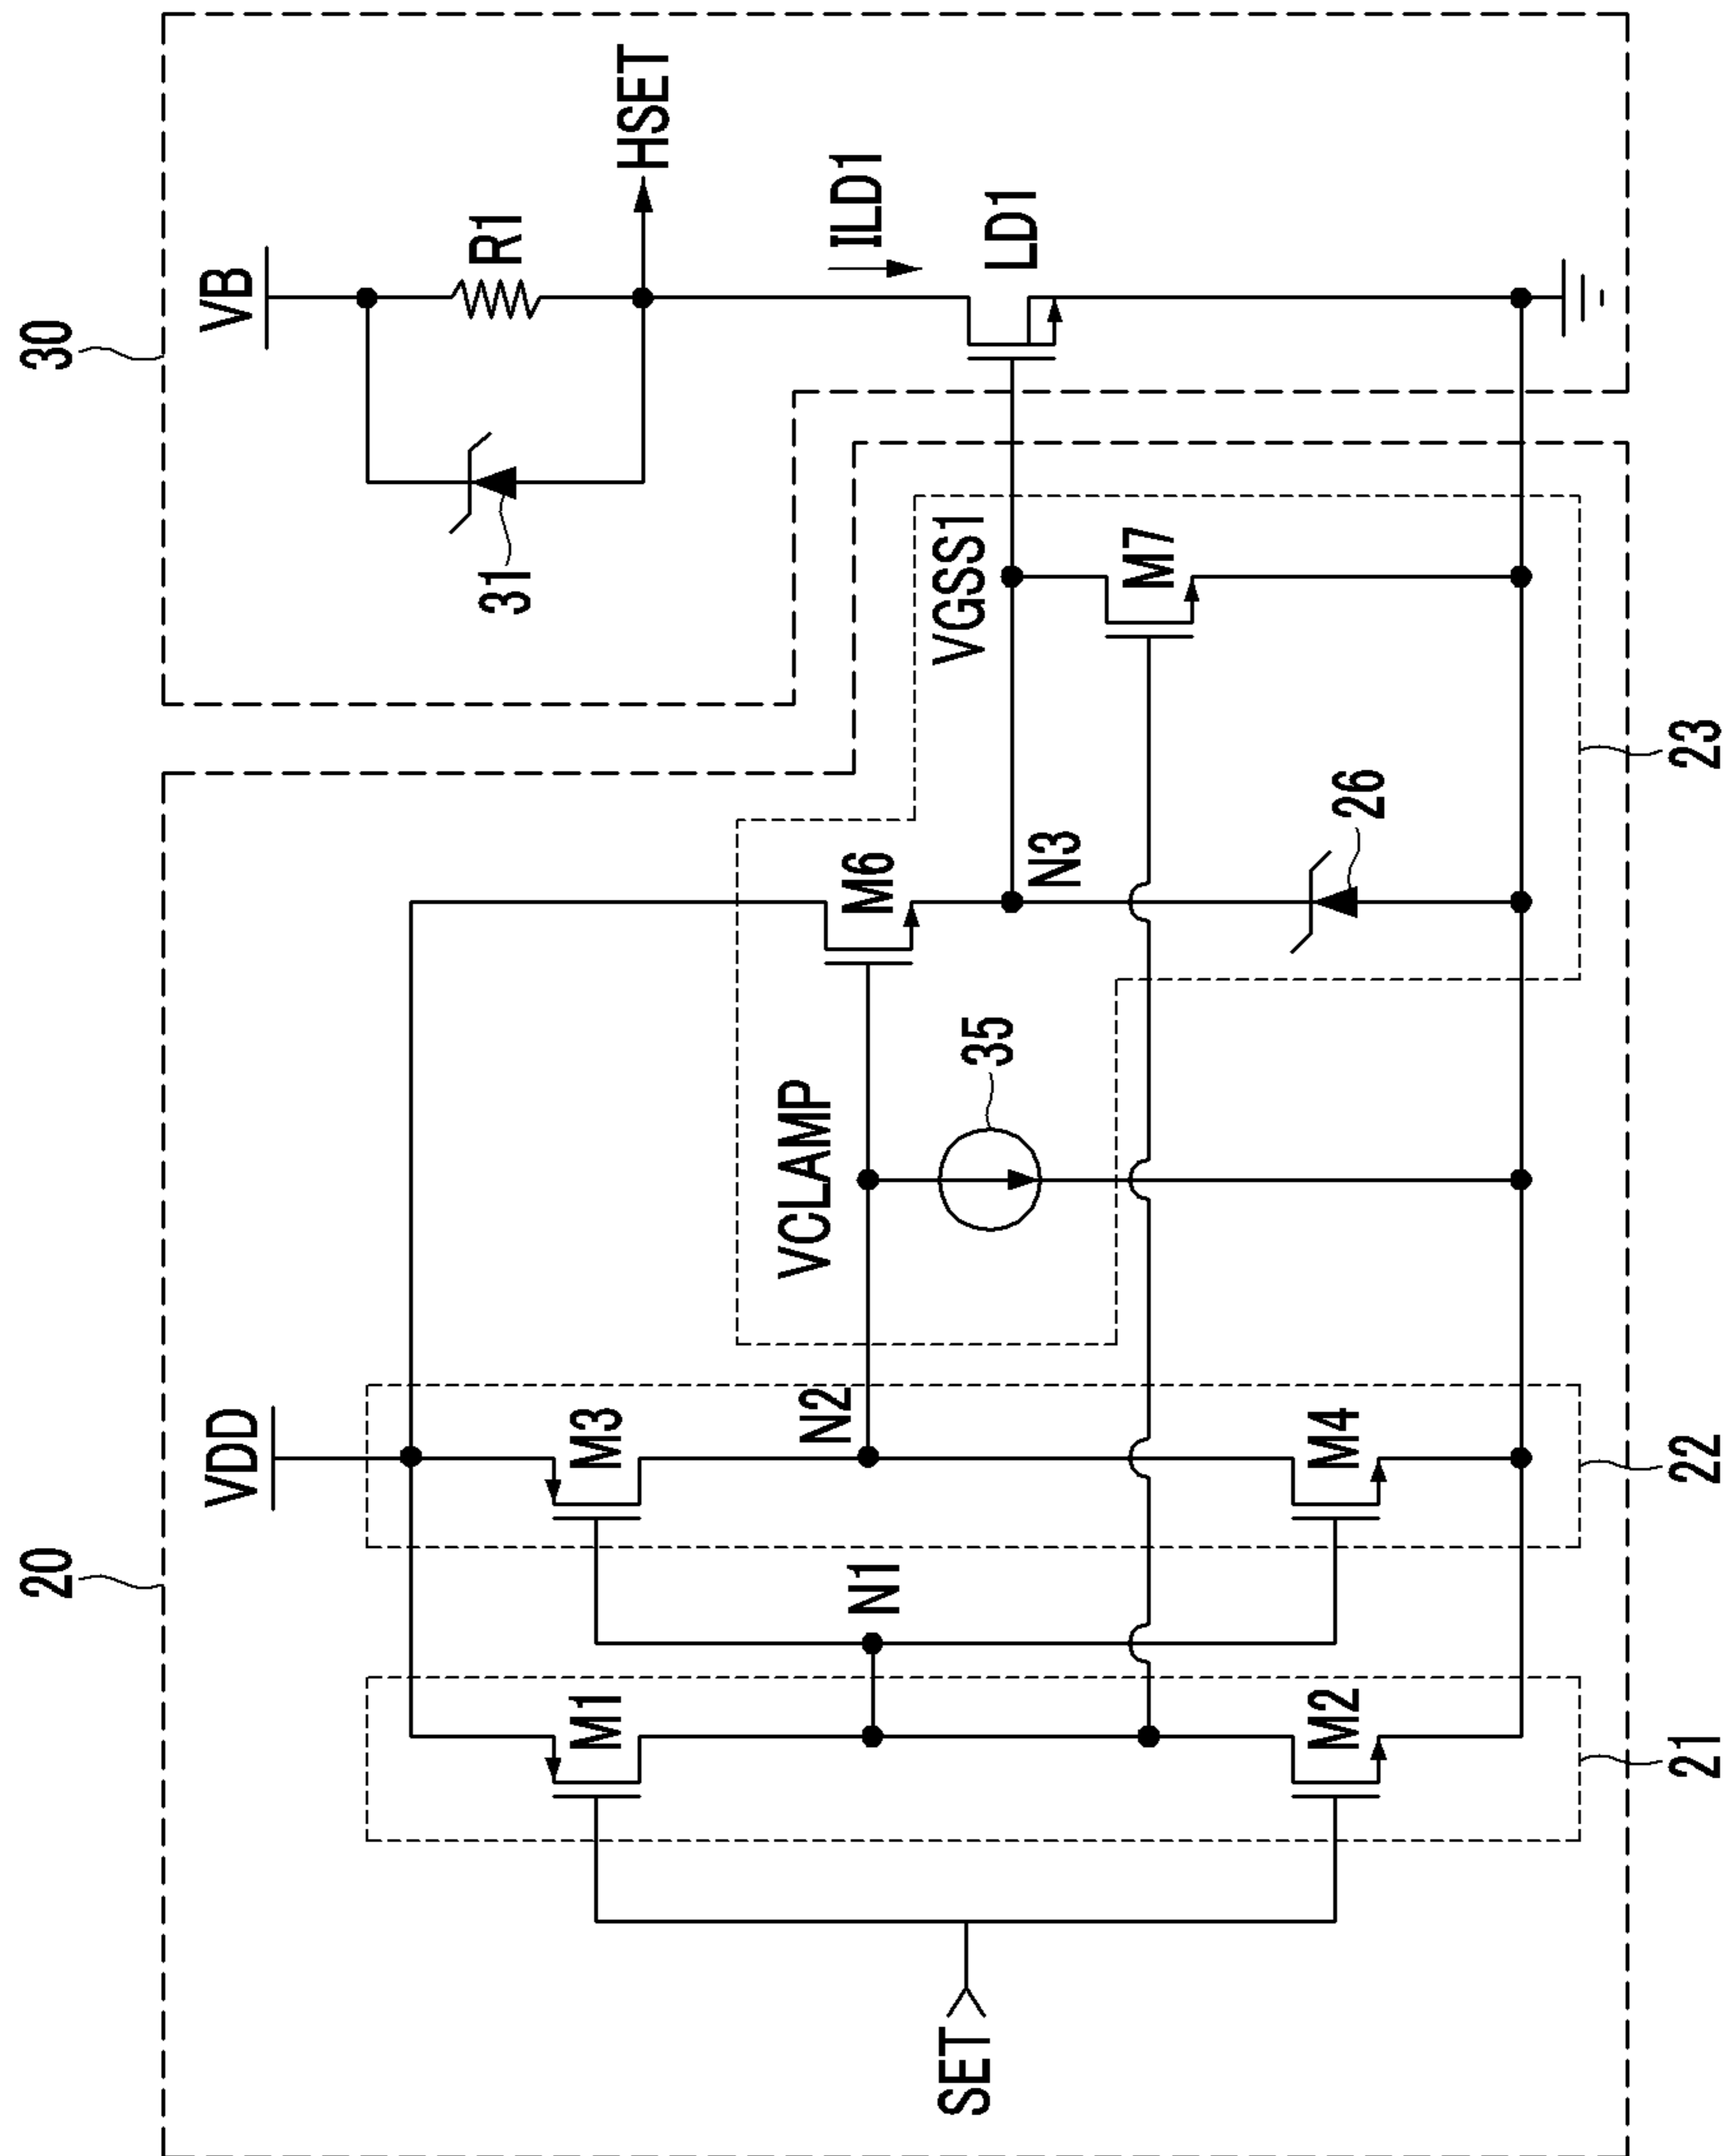 20
30
VDD
VB
R1
31
HSET
ILD1
LD1
M1
M3
N1
N2
VCLAMP
M6
VGSS1
35
N3
M7
SET
M2
M4
26
21
22
23